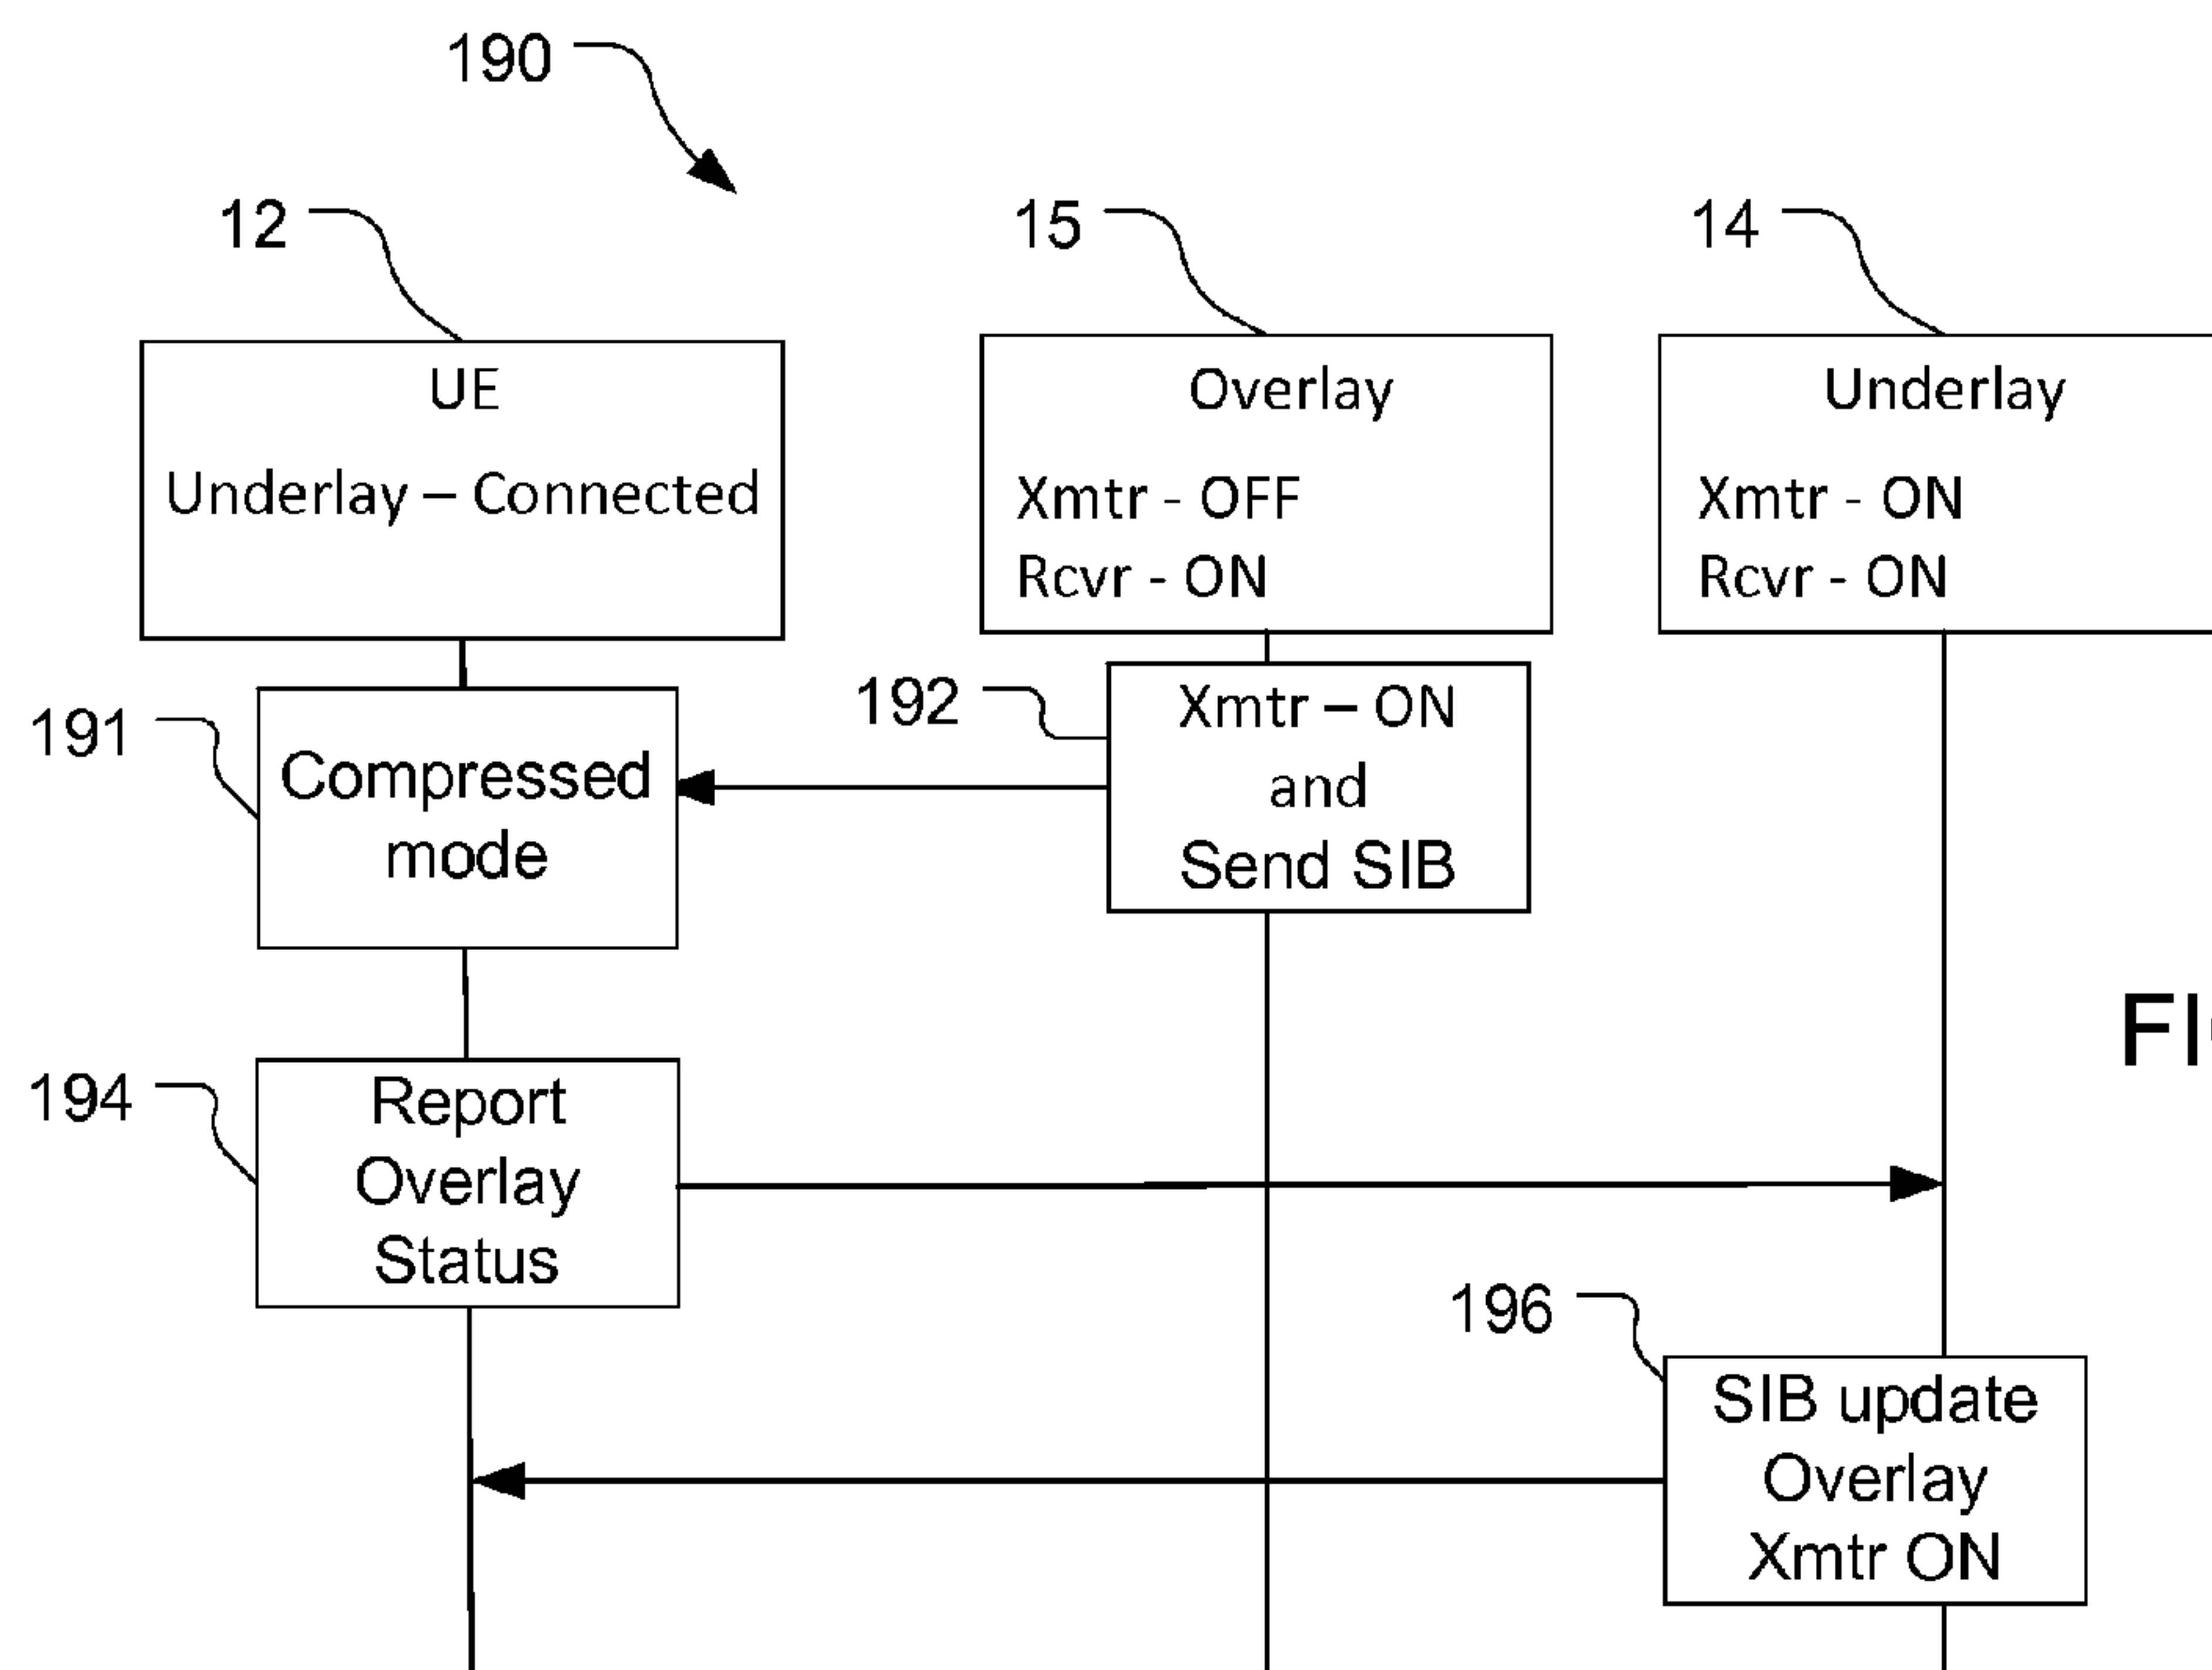 190
12
15
14
UE
Underlay – Connected
Overlay
Xmtr - OFF
Rcvr - ON
Underlay
Xmtr - ON
Rcvr - ON
191
Compressed
mode
192
Xmtr – ON
and
Send SIB
194
Report
Overlay
Status
196
SIB update
Overlay
Xmtr ON